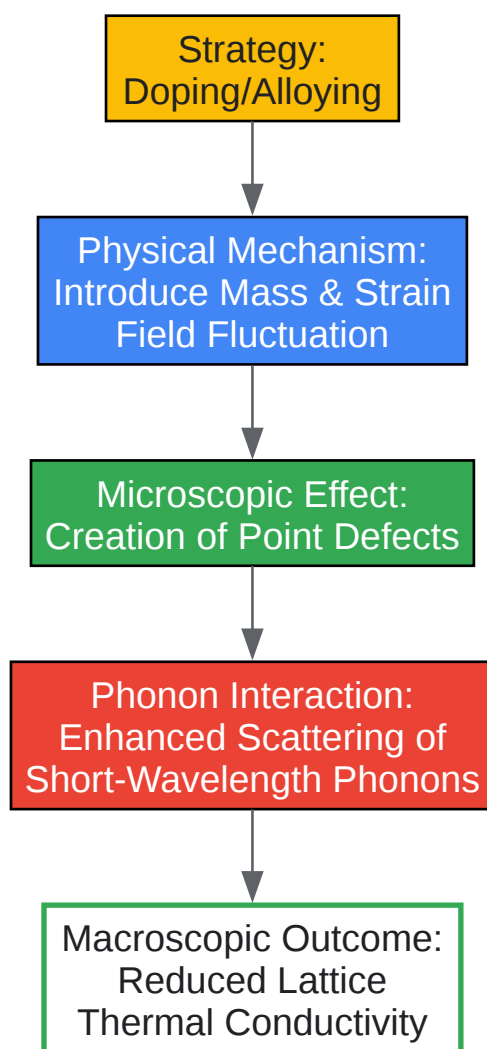 Strategy:
Doping/Alloying
Physical Mechanism:
Introduce Mass & Strain
Field Fluctuation
Microscopic Effect:
Creation of Point Defects
Phonon Interaction:
Enhanced Scattering of
Short-Wavelength Phonons
Macroscopic Outcome:
Reduced Lattice
Thermal Conductivity